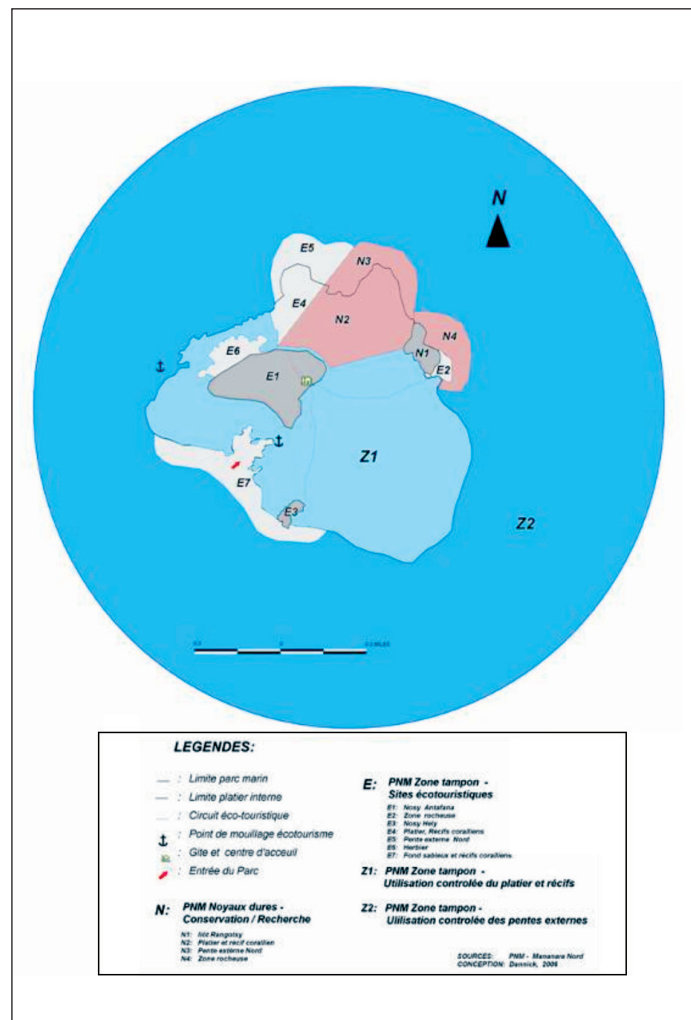 N
E5
N3
E4
N2
N4
E6
N1
E1
E2
Z1
E7
E3
Z2
0
LEGENDES:
: Limite parc marin
: Limite platier interne
: Circuit éco-touristique
: Point de mouillage écotourisme
: Gite et centre d'acceuil
: Entrée du Parc
N: PNM Noyaux dures -
Conservation / Recherche
N1: Ilôt Rangotsy
N2: Platier et récif corallien
N3: Pente externe Nord
N4: Zone rocheuse
E: PNM Zone tampon -
Sites écotouristiques
E1: Nosy Antafana
E2: Zone rocheuse
E3: Nosy Hely
E4: Platier, Récifs coralliens
E5: Pente externe Nord
E6: Herbier
E7: Fond sableux et récifs coralliens
Z1: PNM Zone tampon -
Utilisation controlée du platier et récifs
Z2: PNM Zone tampon -
Utilisation controlée des pentes externes
SOURCES: PNM - Mananara Nord
CONCEPTION: Dannick, 2006